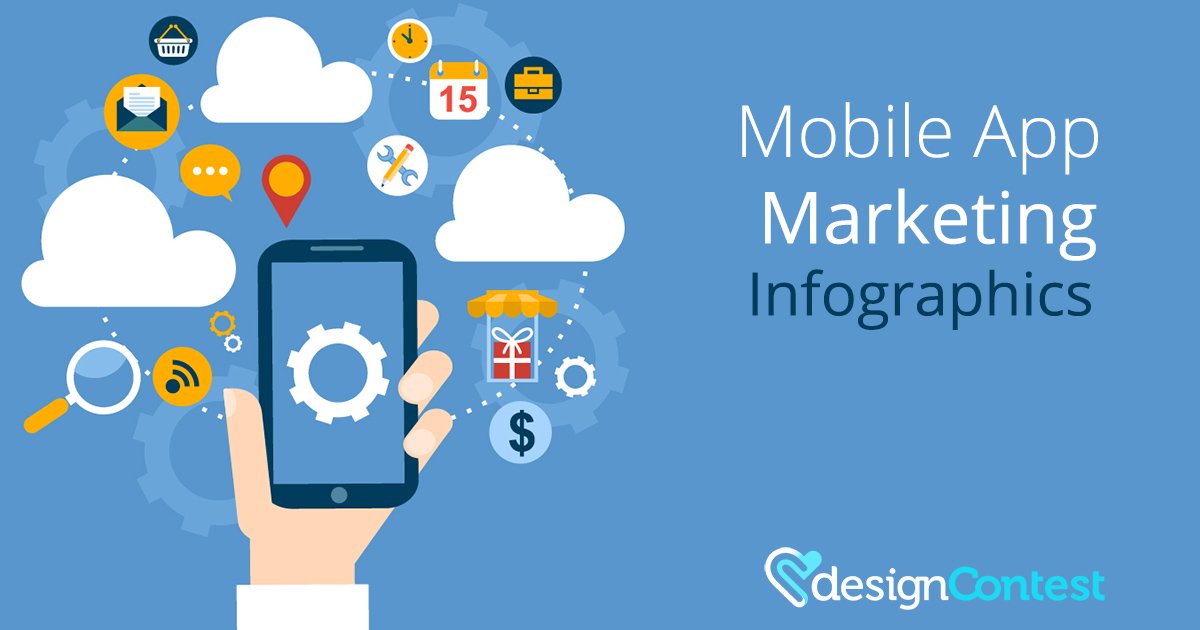 15
$
Mobile App
Marketing
Infographics
designContest